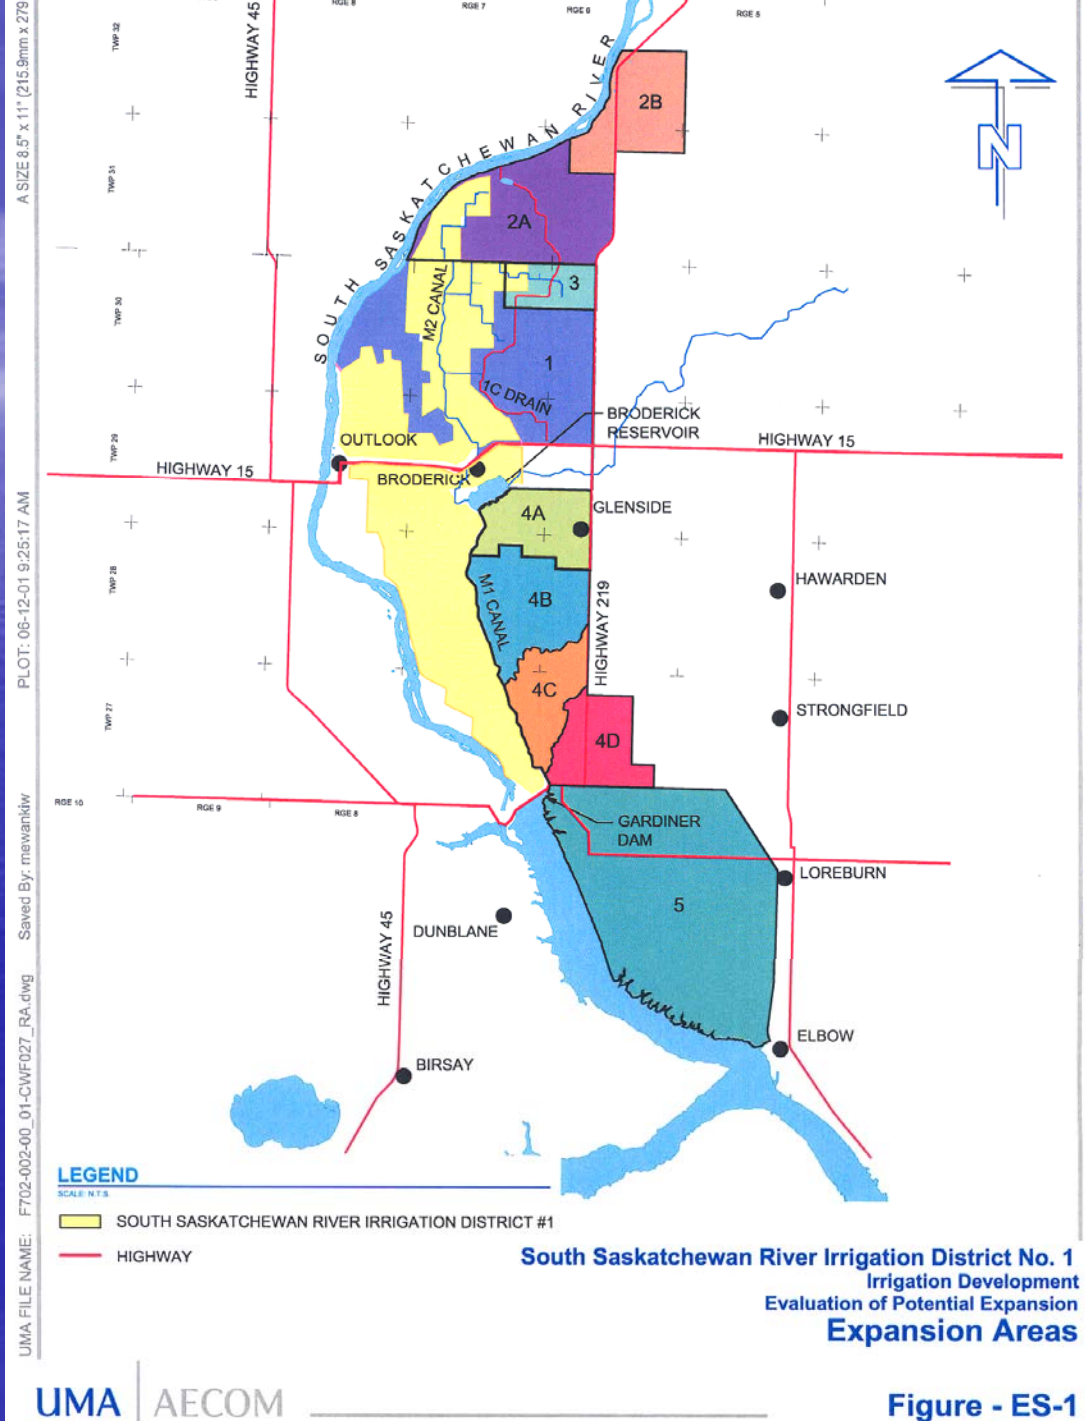 RGE 8
RGE 7
RGE 6
RGE 5
A SIZE 8.5" x 11" (215.9mm x 279
TWP 32
HIGHWAY 45
2B
N
TWP 31
SOUTH SASKATCHEWAN RIVER
2A
3
TWP 30
M2 CANAL
1
1C DRAIN
BRODERICK
RESERVOIR
TWP 29
OUTLOOK
HIGHWAY 15
HIGHWAY 15
BRODERICK
4A
GLENSIDE
PLOT: 06-12-01 9:25:17 AM
TWP 28
M1 CANAL
4B
HIGHWAY 219
HAWARDEN
4C
STRONGFIELD
TWP 27
4D
RGE 10
RGE 9
RGE 8
GARDINER
DAM
LOREBURN
Saved By: mewankiw
5
DUNBLANE
HIGHWAY 45
ELBOW
BIRSAY
UMA FILE NAME: F702-002-00_01-CWF027_RA.dwg
LEGEND
SCALE: N.T.S.
SOUTH SASKATCHEWAN RIVER IRRIGATION DISTRICT #1
HIGHWAY
South Saskatchewan River Irrigation District No. 1
Irrigation Development
Evaluation of Potential Expansion
Expansion Areas
UMA AECOM
Figure - ES-1